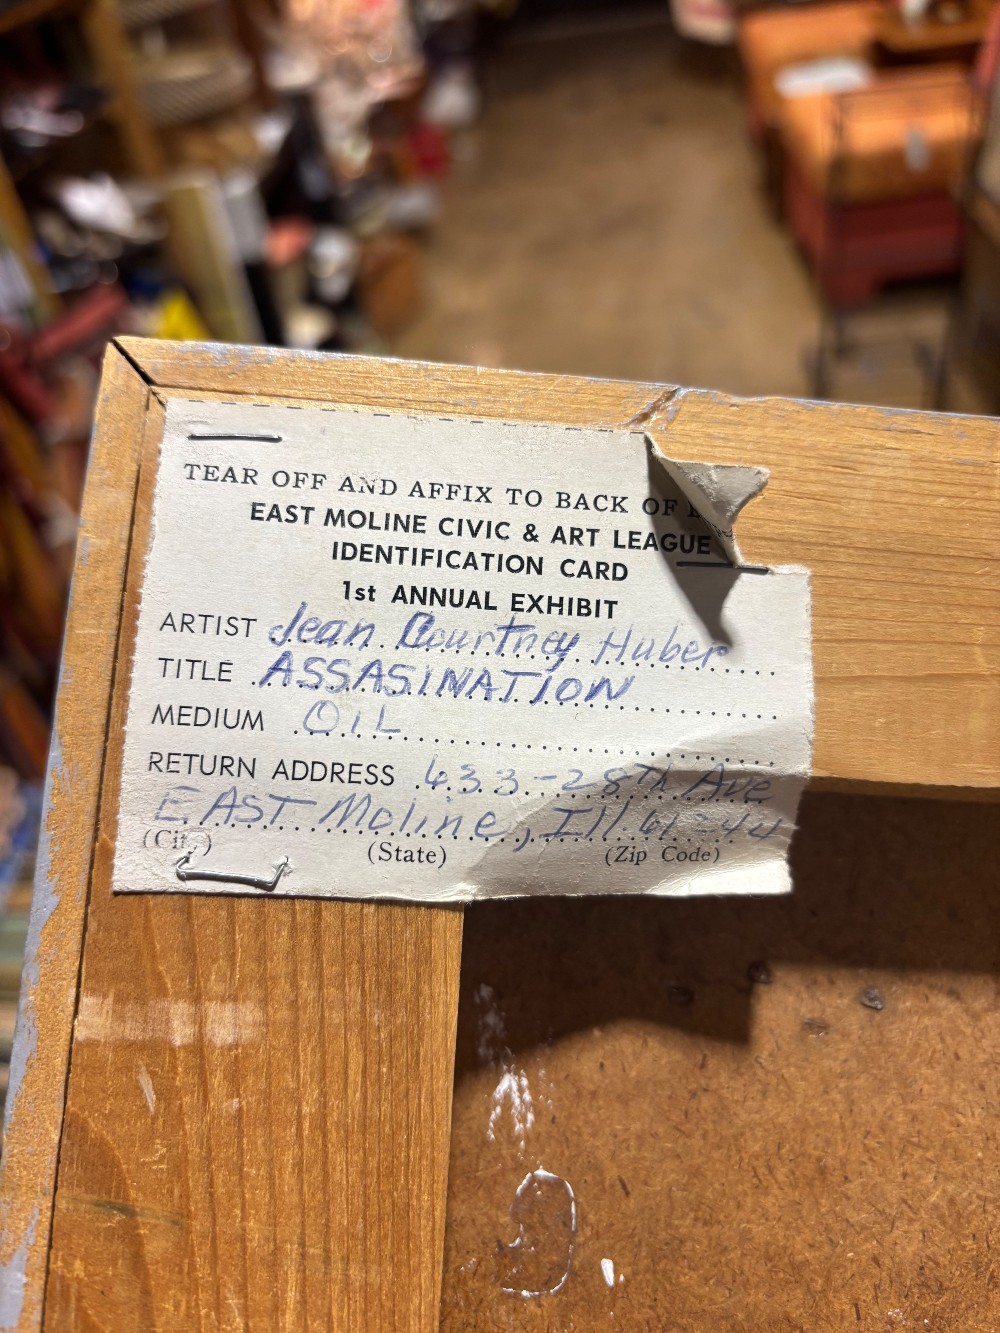 TEAR OFF AND AFFIX TO BACK OF
EAST MOLINE CIVIC & ART LEAGUE
IDENTIFICATION CARD
1st ANNUAL EXHIBIT
ARTIST Jean Courtney Huber
TITLE ASSASINATION
MEDIUM OIL
RETURN ADDRESS 433-28th Ave
EAST Moline, Ill 61244
(City) (State) (Zip Code)